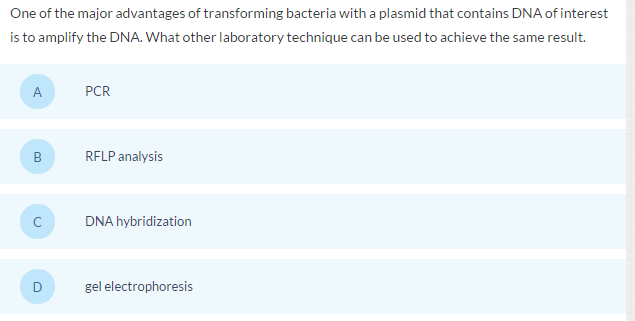 One of the major advantages of transforming bacteria with a plasmid that contains DNA of interest
is to amplify the DNA. What other laboratory technique can be used to achieve the same result.
A PCR
B RFLP analysis
C DNA hybridization
D gel electrophoresis